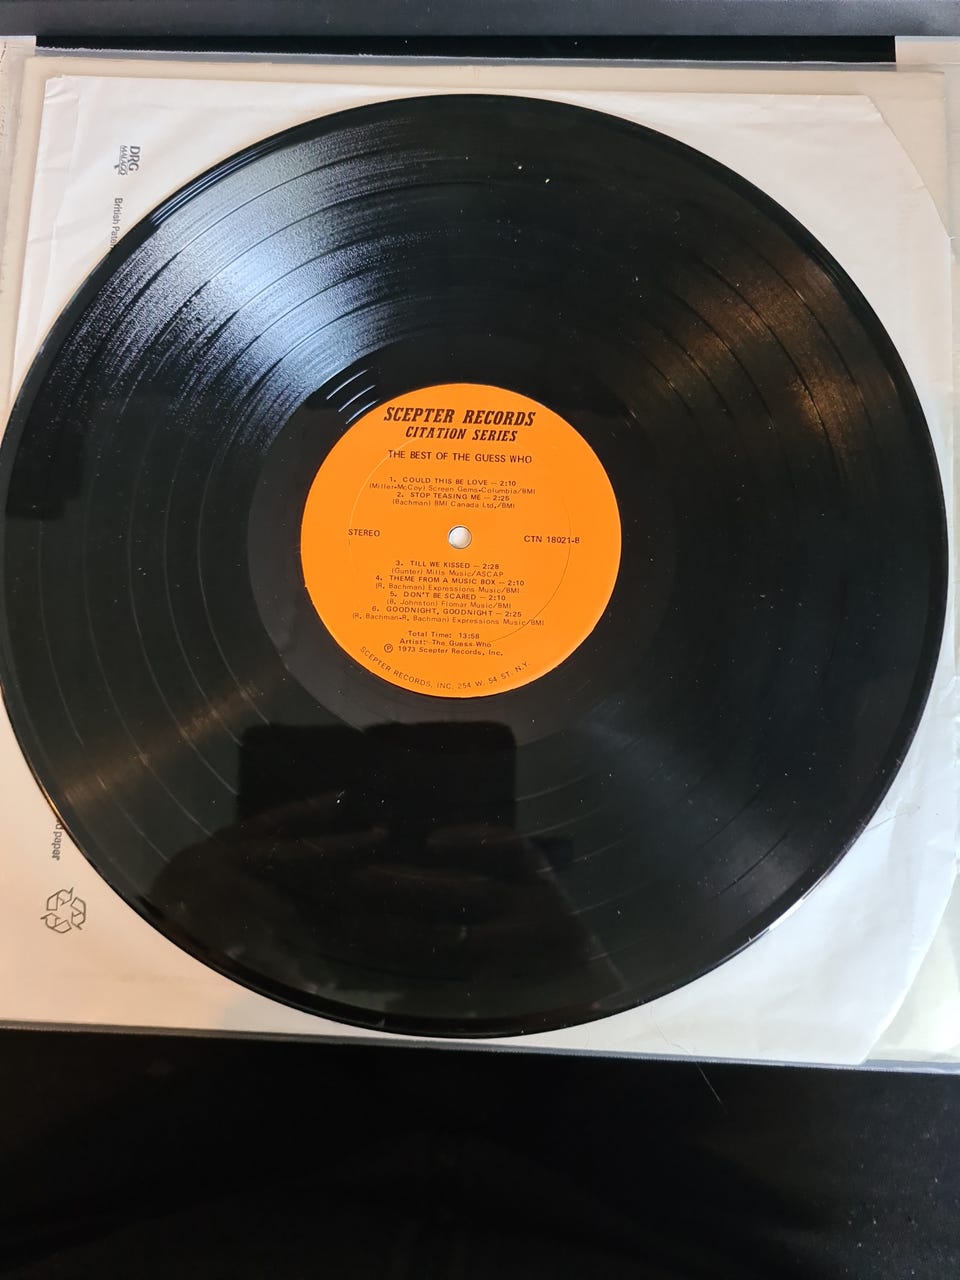 DRG
British Pate
SCEPTER RECORDS
CITATION SERIES
THE BEST OF THE GUESS WHO
1. COULD THIS BE LOVE — 2:10
(Miller-McCoy) Screen Gems-Columbia/BMI
2. STOP TEASING ME — 2:25
(Bachman) BMI Canada Ltd./BMI
STEREO
CTN 18021-B
3. TILL WE KISSED — 2:28
(Gunter) Mills Music/ASCAP
4. THEME FROM A MUSIC BOX — 2:10
(R. Bachman) Expressions Music/BMI
5. DON'T BE SCARED — 2:10
(B. Johnston) Flomar Music/BMI
6. GOODNIGHT, GOODNIGHT — 2:25
(R. Bachman-R. Bachman) Expressions Music/BMI
Total Time: 13:58
Artist: The Guess Who
℗ 1973 Scepter Records, Inc.
SCEPTER RECORDS, INC. 254 W. 54 ST. N.Y.
d paper